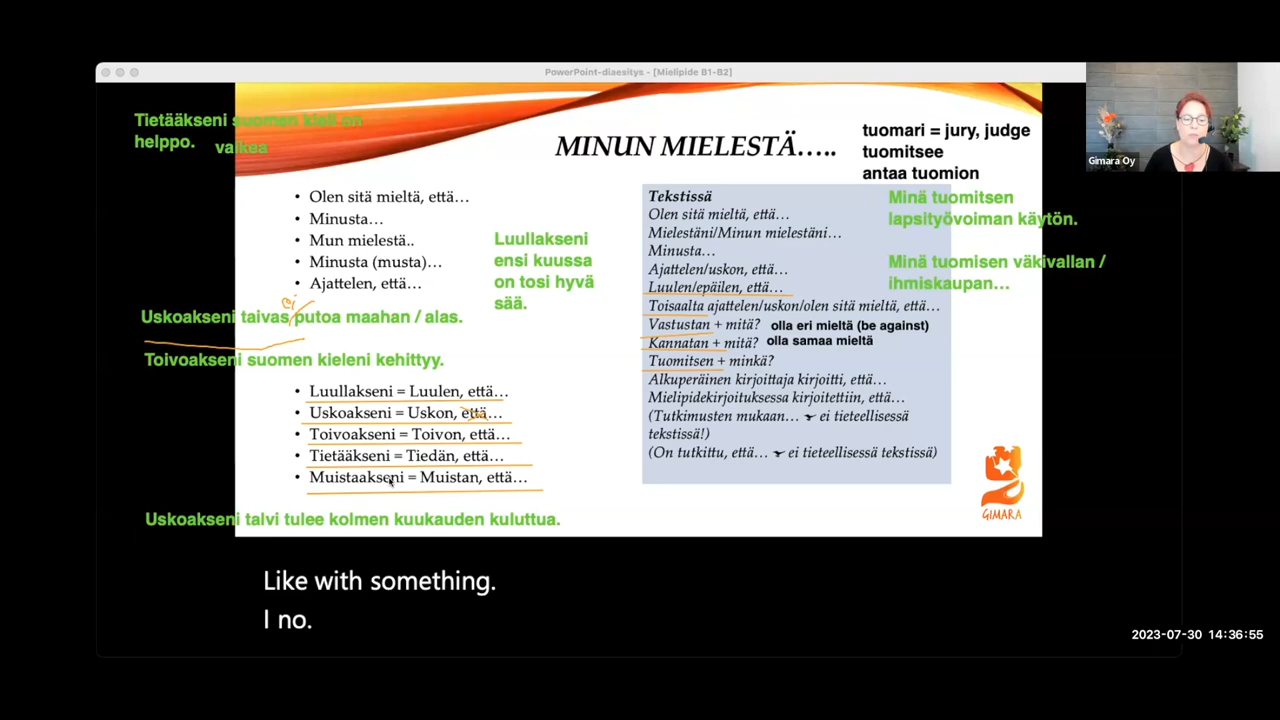 PowerPoint-diaesitys - [Mielipide B1-B2]
Tietääkseni suomen kieli on
helppo. vaikea
MINUN MIELESTÄ…..
tuomari = jury, judge
tuomitsee
antaa tuomion
Gimara Oy
• Olen sitä mieltä, että…
• Minusta…
• Mun mielestä..
• Minusta (musta)…
• Ajattelen, että…
Luullakseni
ensi kuussa
on tosi hyvä
sää.
ei
Uskoakseni taivas putoa maahan / alas.
Toivoakseni suomen kieleni kehittyy.
• Luullakseni = Luulen, että…
• Uskoakseni = Uskon, että…
• Toivoakseni = Toivon, että…
• Tietääkseni = Tiedän, että…
• Muistaakseni = Muistan, että…
Uskoakseni talvi tulee kolmen kuukauden kuluttua.
Tekstissä
Olen sitä mieltä, että…
Mielestäni/Minun mielestäni…
Minusta…
Ajattelen/uskon, että…
Luulen/epäilen, että…
Toisaalta ajattelen/uskon/olen sitä mieltä, että…
Vastustan + mitä? olla eri mieltä (be against)
Kannatan + mitä? olla samaa mieltä
Tuomitsen + minkä?
Alkuperäinen kirjoittaja kirjoitti, että…
Mielipidekirjoituksessa kirjoitettiin, että…
(Tutkimusten mukaan… ei tieteellisessä
tekstissä!)
(On tutkittu, että… ei tieteellisessä tekstissä)
Minä tuomitsen
lapsityövoiman käytön.
Minä tuomisen väkivallan /
ihmiskaupan…
GIMARA
Like with something.
I no.
2023-07-30 14:36:55